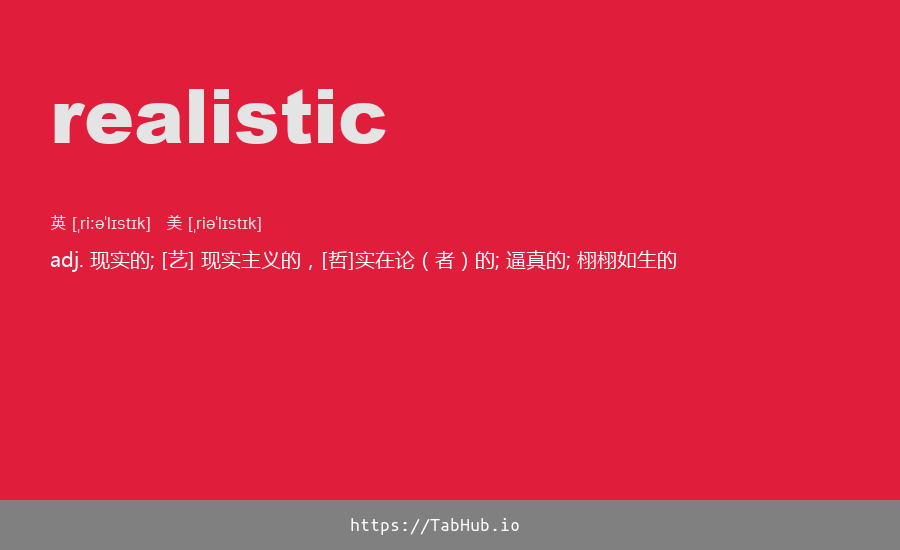 realistic
英 [ˌriːəˈlɪstɪk] 美 [ˌriəˈlɪstɪk]
adj. 现实的; [艺] 现实主义的，[哲]实在论（者）的; 逼真的; 栩栩如生的
https://TabHub.io